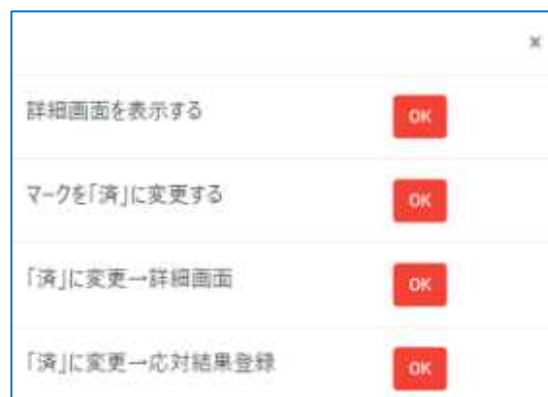 ×
詳細画面を表示する OK
マークを「済」に変更する OK
「済」に変更→詳細画面 OK
「済」に変更→応対結果登録 OK